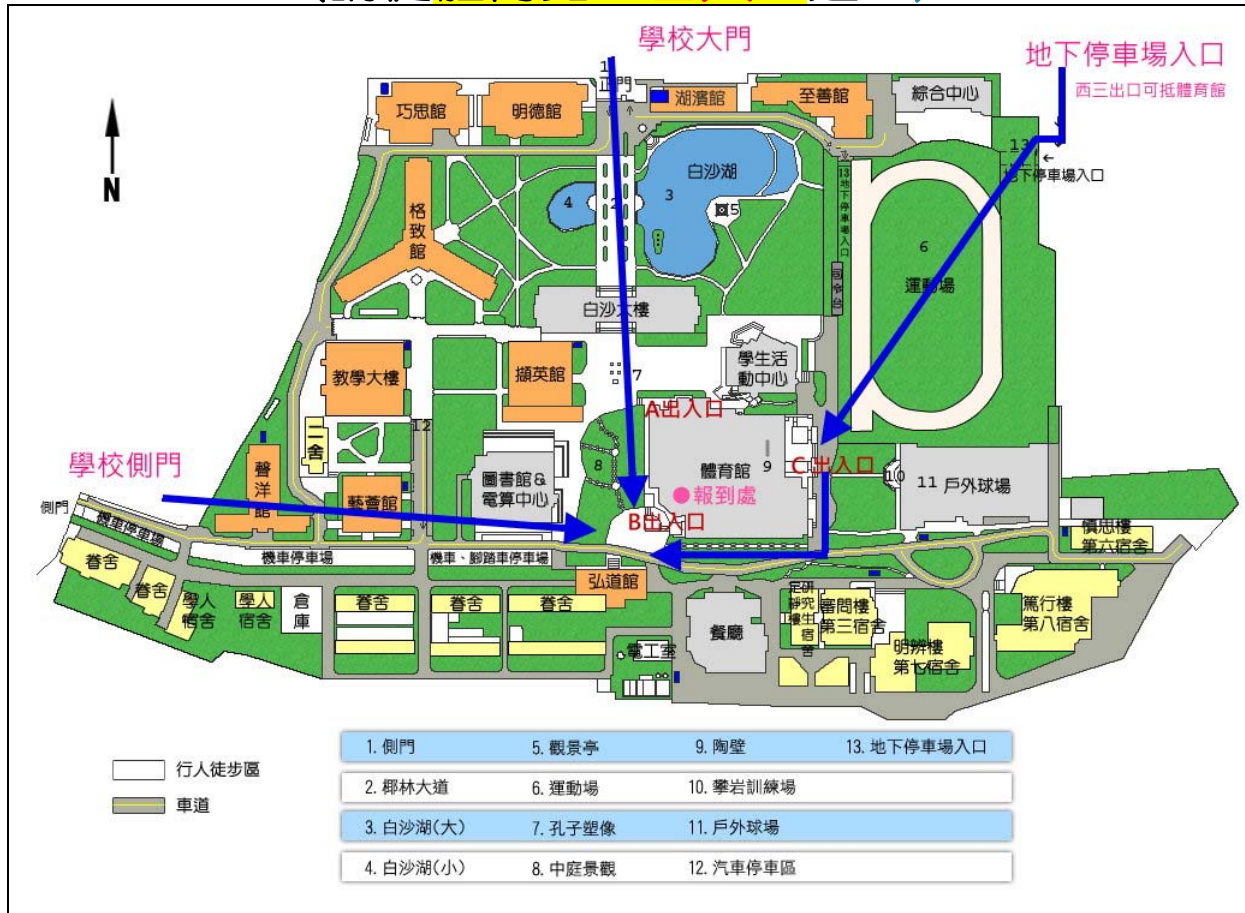 學校大門
地下停車場入口
西三出口可抵體育館
1
正門
巧思館
明德館
湖濱館
至善館
綜合中心
N
13
地下停車場入口
白沙湖
13地下停車場入口
格致館
4
2
3
5
6
運動場
司令台
白沙大樓
學生活動中心
7
教學大樓
擷英館
A出入口
12
二舍
學校側門
聲洋館
藝薈館
圖書館&
電算中心
8
體育館
9
C 出入口
10
11 戶外球場
報到處
B出入口
側門
機車停車場
機車停車場
機車、腳踏車停車場
慎思樓
第六宿舍
弘道館
眷舍
眷舍
學人
宿舍
學人
宿舍
倉庫
眷舍
眷舍
眷舍
餐廳
電工室
研究生宿舍
定靜樓
審問樓
第三宿舍
明辨樓
第七宿舍
篤行樓
第八宿舍
行人徒步區
車道
1. 側門 5. 觀景亭 9. 陶壁 13. 地下停車場入口
2. 椰林大道 6. 運動場 10. 攀岩訓練場
3. 白沙湖(大) 7. 孔子塑像 11. 戶外球場
4. 白沙湖(小) 8. 中庭景觀 12. 汽車停車區